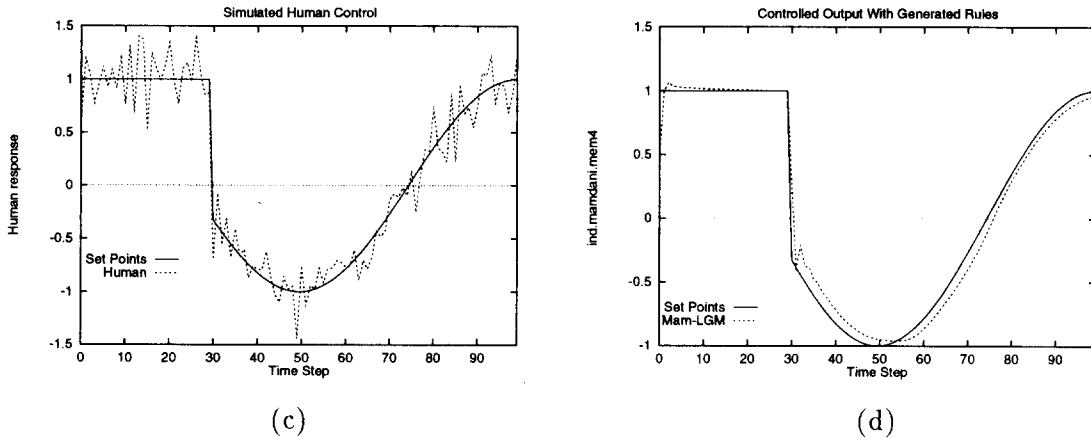 Simulated Human Control
1.5
1
0.5
0
-0.5
-1
-1.5
Human response
Set Points
Human
0 10 20 30 40 50 60 70 80 90
Time Step
(c)
Controlled Output With Generated Rules
1.5
1
0.5
0
-0.5
-1
ind.mamdani.mem4
Set Points
Mam-LGM
0 10 20 30 40 50 60 70 80 90
Time Step
(d)